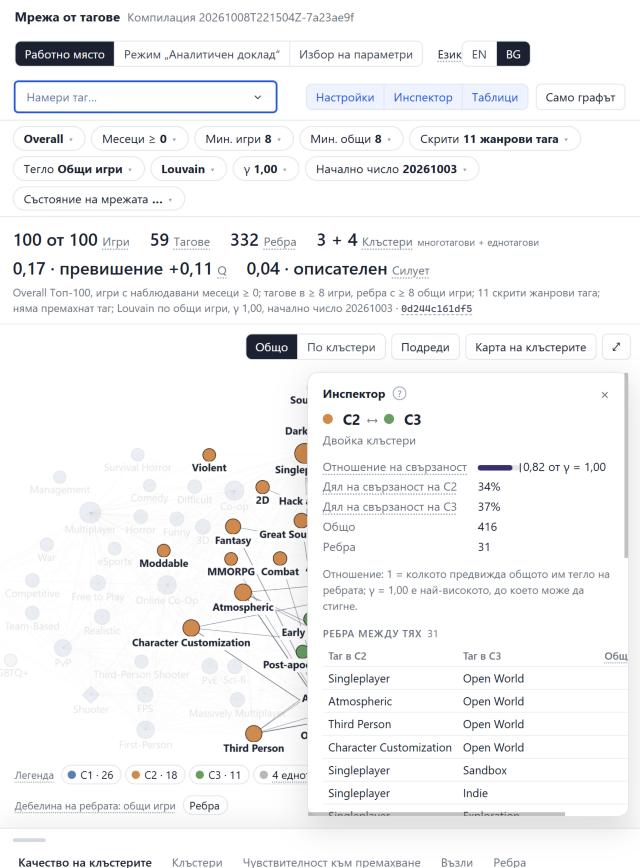 Мрежа от тагове Компилация 20261008T221504Z-7a23ae9f
Работно място Режим „Аналитичен доклад“ Избор на параметри Език EN BG
Намери таг... Настройки Инспектор Таблици Само графът
Overall Месеци ≥ 0 Мин. игри 8 Мин. общи 8 Скрити 11 жанрови тага
Тегло Общи игри Louvain γ 1,00 Начално число 20261003
Състояние на мрежата ...
100 от 100 Игри 59 Тагове 332 Ребра 3 + 4 Клъстери многотагови + еднотагови
0,17 · превишение +0,11 Q 0,04 · описателен Силует
Overall Топ-100, игри с наблюдавани месеци ≥ 0; тагове в ≥ 8 игри, ребра с ≥ 8 общи игри; 11 скрити жанрови тага;
няма премахнат таг; Louvain по общи игри, γ 1,00, начално число 20261003 · 0d244c161df5
Общо По клъстери Подреди Карта на клъстерите
Инспектор ? ×
C2 ↔ C3
Двойка клъстери
Отношение на свързаност 0,82 от γ = 1,00
Дял на свързаност на C2 34%
Дял на свързаност на C3 37%
Общо 416
Ребра 31
Отношение: 1 = колкото предвижда общото им тегло на
ребрата; γ = 1,00 е най-високото, до което може да
стигне.
РЕБРА МЕЖДУ ТЯХ 31
Таг в C2 Таг в C3 Общ
Singleplayer Open World
Atmospheric Open World
Third Person Open World
Character Customization Open World
Singleplayer Sandbox
Singleplayer Indie
Singleplayer Exploration
Sou
Dark
Survival Horror
Violent
Singlep
Management
Comedy
Difficult
Co-op
2D
Hack a
Multiplayer
Horror
Funny
3D
Fantasy
Great Sou
War
eSports
Moddable
MMORPG
Combat
Competitive
Free to Play
Online Co-Op
Atmospheric
Team-Based
Realistic
Character Customization
Early
PvP
GBTQ+
Third-Person Shooter
PvE
Sci-fi
Post-apoc
Shooter
FPS
Massively Multiplaye
A
First-Person
Third Person
O
Легенда C1 · 26 C2 · 18 C3 · 11 4 еднот
Дебелина на ребрата: общи игри Ребра
Качество на клъстерите Клъстери Чувствителност към премахване Възли Ребра